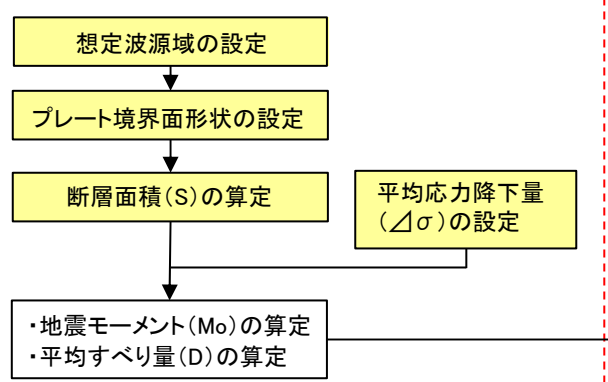 想定波源域の設定
プレート境界面形状の設定
断層面積(S)の算定
平均応力降下量
(⊿σ)の設定
・地震モーメント(Mo)の算定
・平均すべり量(D)の算定